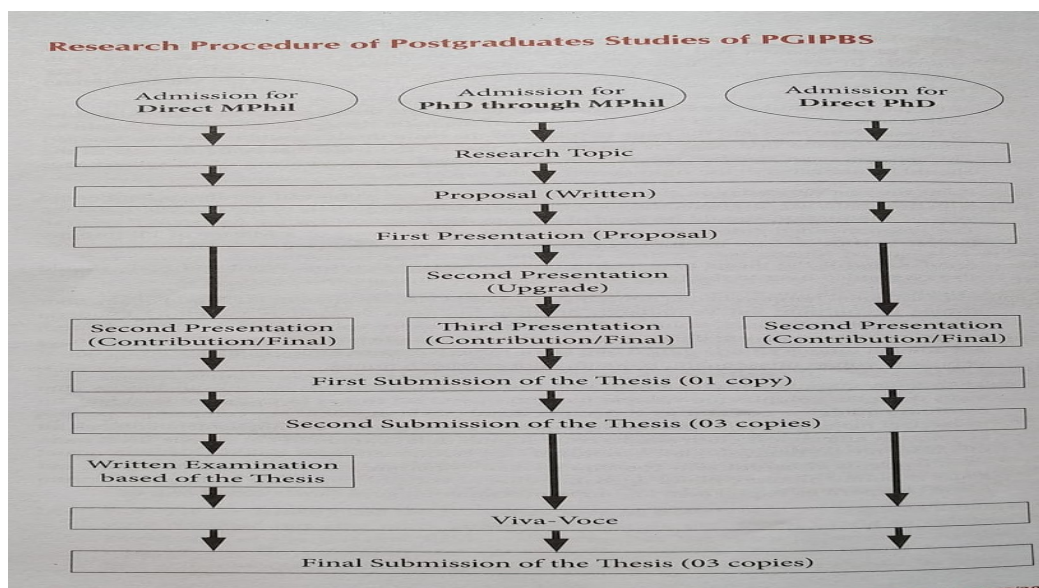 Research Procedure of Postgraduates Studies of PGIPBS
Admission for
Direct MPhil
Admission for
PhD through MPhil
Admission for
Direct PhD
Research Topic
Proposal (Written)
First Presentation (Proposal)
Second Presentation
(Upgrade)
Second Presentation
(Contribution/Final)
Third Presentation
(Contribution/Final)
Second Presentation
(Contribution/Final)
First Submission of the Thesis (01 copy)
Second Submission of the Thesis (03 copies)
Written Examination
based of the Thesis
Viva-Voce
Final Submission of the Thesis (03 copies)